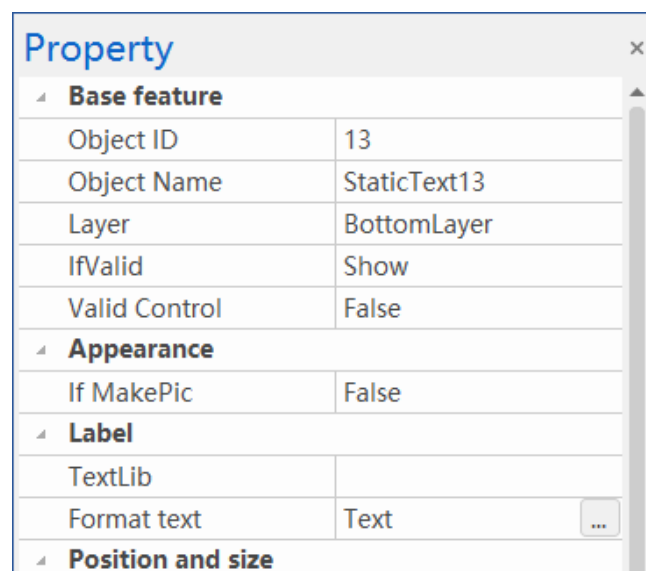 Property
Base feature
Object ID 13
Object Name StaticText13
Layer BottomLayer
IfValid Show
Valid Control False
Appearance
If MakePic False
Label
TextLib
Format text Text ...
Position and size